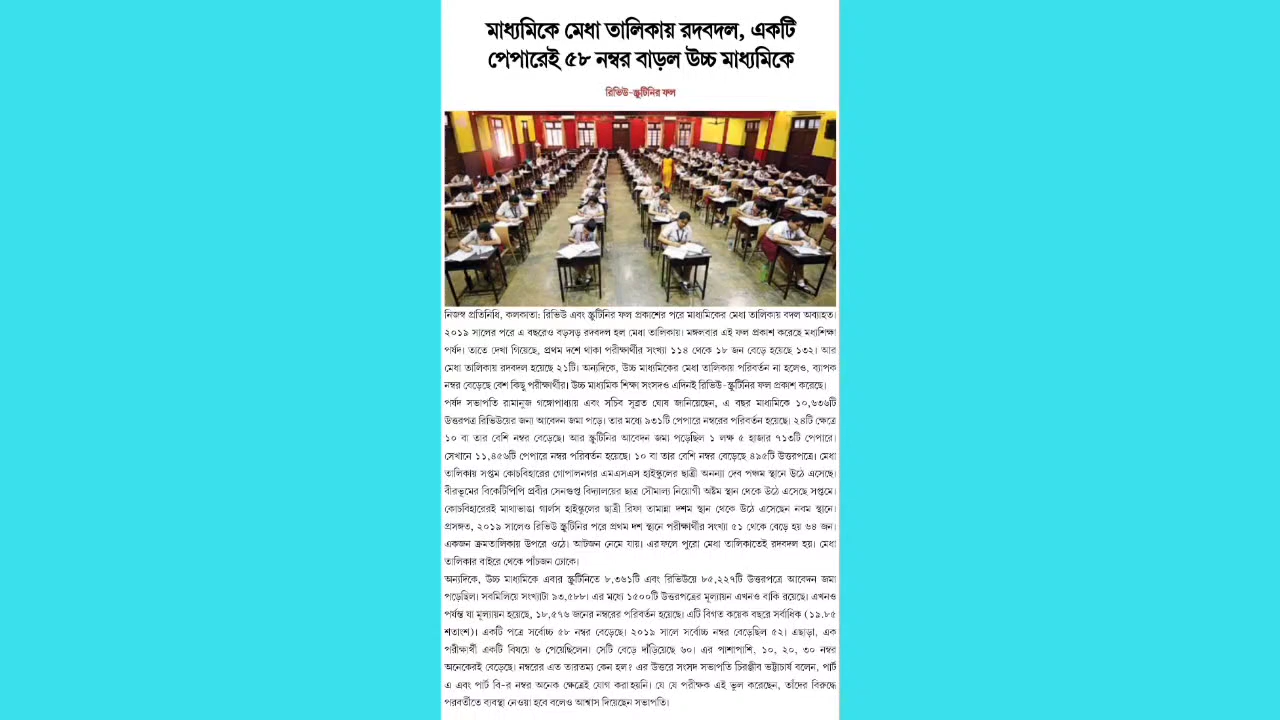 মাধ্যমিকে মেধা তালিকায় রদবদল, একটি
পেপারেই ৫৮ নম্বর বাড়ল উচ্চ মাধ্যমিকে
রিভিউ-স্ক্রুটিনির ফল
নিজস্ব প্রতিনিধি, কলকাতা: রিভিউ এবং স্ক্রুটিনির ফল প্রকাশের পরে মাধ্যমিকের মেধা তালিকায় বদল অব্যাহত।
২০১৯ সালের পরে এ বছরেও বড়সড় রদবদল হল মেধা তালিকায়। মঙ্গলবার এই ফল প্রকাশ করেছে মধ্যশিক্ষা
পর্ষদ। তাতে দেখা গিয়েছে, প্রথম দশে থাকা পরীক্ষার্থীর সংখ্যা ১১৪ থেকে ১৮ জন বেড়ে হয়েছে ১৩২। আর
মেধা তালিকায় রদবদল হয়েছে ২১টি। অন্যদিকে, উচ্চ মাধ্যমিকের মেধা তালিকায় পরিবর্তন না হলেও, ব্যাপক
নম্বর বেড়েছে বেশ কিছু পরীক্ষার্থীর। উচ্চ মাধ্যমিক শিক্ষা সংসদও এদিনই রিভিউ-স্ক্রুটিনির ফল প্রকাশ করেছে।
পর্ষদ সভাপতি রামানুজ গঙ্গোপাধ্যায় এবং সচিব সুব্রত ঘোষ জানিয়েছেন, এ বছর মাধ্যমিকে ১০,৬৩৬টি
উত্তরপত্র রিভিউয়ের জন্য আবেদন জমা পড়ে। তার মধ্যে ৯৩১টি পেপারে নম্বরের পরিবর্তন হয়েছে। ২৪টি ক্ষেত্রে
১০ বা তার বেশি নম্বর বেড়েছে। আর স্ক্রুটিনির আবেদন জমা পড়েছিল ১ লক্ষ ৫ হাজার ৭১৩টি পেপারে।
সেখানে ১১,৪৫৬টি পেপারে নম্বর পরিবর্তন হয়েছে। ১০ বা তার বেশি নম্বর বেড়েছে ৪৯৫টি উত্তরপত্রে। মেধা
তালিকায় সপ্তম কোচবিহারের গোপালনগর এমএসএস হাইস্কুলের ছাত্রী অনন্যা দেব পঞ্চম স্থানে উঠে এসেছে।
বীরভূমের বিকেটিপিপি প্রবীর সেনগুপ্ত বিদ্যালয়ের ছাত্র সৌমাল্য নিয়োগী অষ্টম স্থান থেকে উঠে এসেছে সপ্তমে।
কোচবিহারেরই মাথাভাঙা গার্লস হাইস্কুলের ছাত্রী রিফা তামান্না দশম স্থান থেকে উঠে এসেছেন নবম স্থানে।
প্রসঙ্গত, ২০১৯ সালেও রিভিউ স্ক্রুটিনির পরে প্রথম দশ স্থানে পরীক্ষার্থীর সংখ্যা ৫১ থেকে বেড়ে হয় ৬৪ জন।
একজন ক্রমতালিকায় উপরে ওঠে। আটজন নেমে যায়। এর ফলে পুরো মেধা তালিকাতেই রদবদল হয়। মেধা
তালিকার বাইরে থেকে পাঁচজন ঢোকে।
অন্যদিকে, উচ্চ মাধ্যমিকে এবার স্ক্রুটিনিতে ৮,৩৬১টি এবং রিভিউয়ে ৮৫,২২৭টি উত্তরপত্রে আবেদন জমা
পড়েছিল। সবমিলিয়ে সংখ্যাটা ৯৩,৫৮৮। এর মধ্যে ১৫০০টি উত্তরপত্রের মূল্যায়ন এখনও বাকি রয়েছে। এখনও
পর্যন্ত যা মূল্যায়ন হয়েছে, ১৮,৫৭৬ জনের নম্বরের পরিবর্তন হয়েছে। এটি বিগত কয়েক বছরে সর্বাধিক (১৯.৮৫
শতাংশ)। একটি পত্রে সর্বোচ্চ ৫৮ নম্বর বেড়েছে। ২০১৯ সালে সর্বোচ্চ নম্বর বেড়েছিল ৫২। এছাড়া, এক
পরীক্ষার্থী একটি বিষয়ে ৬ পেয়েছিলেন। সেটি বেড়ে দাঁড়িয়েছে ৬০। এর পাশাপাশি, ১০, ২০, ৩০ নম্বর
অনেকেরই বেড়েছে। নম্বরের এত তারতম্য কেন হল? এর উত্তরে সংসদ সভাপতি চিরঞ্জীব ভট্টাচার্য বলেন, পার্ট
এ এবং পার্ট বি-র নম্বর অনেক ক্ষেত্রেই যোগ করা হয়নি। যে যে পরীক্ষক এই ভুল করেছেন, তাঁদের বিরুদ্ধে
পরবর্তীতে ব্যবস্থা নেওয়া হবে বলেও আশ্বাস দিয়েছেন সভাপতি।